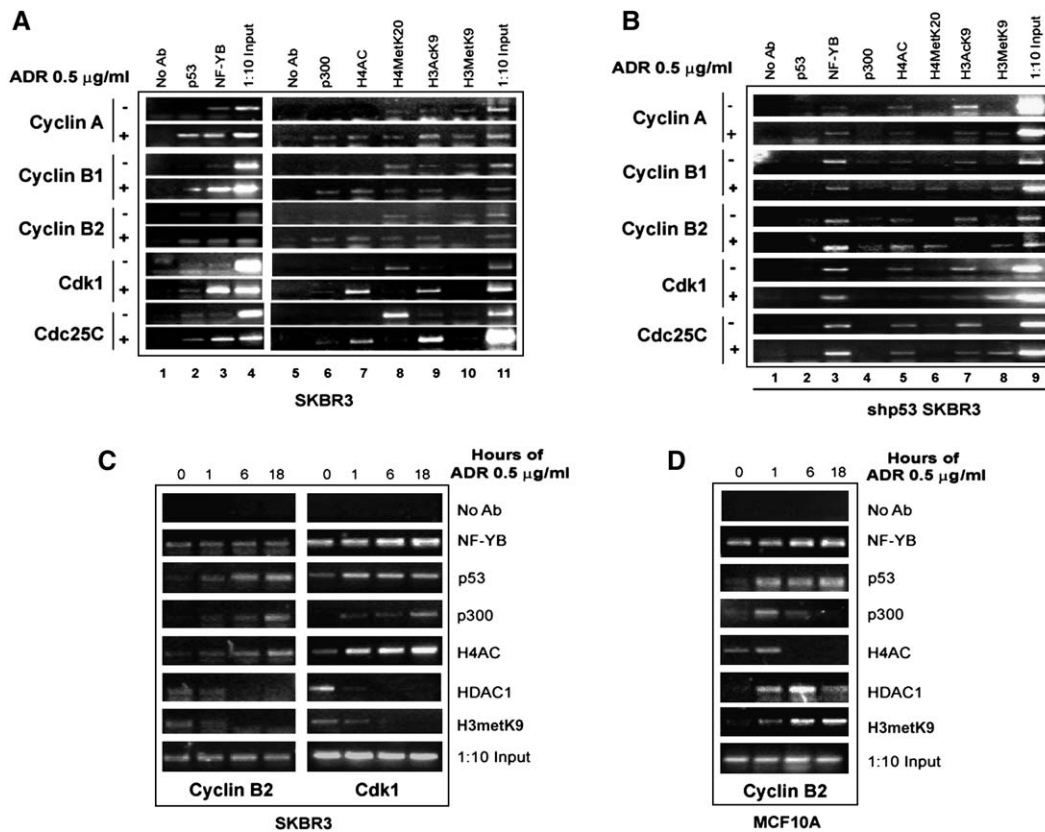 A
ADR 0.5 µg/ml
No Ab
p53
NF-YB
1:10 Input
No Ab
p300
H4AC
H4MetK20
H3AcK9
H3MetK9
1:10 Input
Cyclin A
-
+
Cyclin B1
-
+
Cyclin B2
-
+
Cdk1
-
+
Cdc25C
-
+
1 2 3 4 5 6 7 8 9 10 11
SKBR3
B
ADR 0.5 µg/ml
No Ab
p53
NF-YB
p300
H4AC
H4MetK20
H3AcK9
H3MetK9
1:10 Input
Cyclin A
-
+
Cyclin B1
-
+
Cyclin B2
-
+
Cdk1
-
+
Cdc25C
-
+
1 2 3 4 5 6 7 8 9
shp53 SKBR3
C
Hours of
ADR 0.5 µg/ml
0 1 6 18 0 1 6 18
No Ab
NF-YB
p53
p300
H4AC
HDAC1
H3metK9
1:10 Input
Cyclin B2 Cdk1
SKBR3
D
Hours of
ADR 0.5 µg/ml
0 1 6 18
No Ab
NF-YB
p53
p300
H4AC
HDAC1
H3metK9
1:10 Input
Cyclin B2
MCF10A